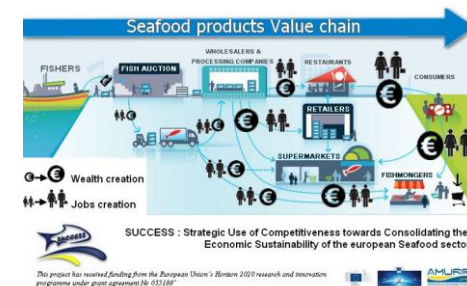 Seafood products Value chain
WHOLESALERS &
PROCESSING COMPANIES
RESTAURANTS
FISHERS
FISH AUCTION
CONSUMERS
RETAILERS
SUPERMARKETS
FISHMONGERS
Wealth creation
Jobs creation
success
SUCCESS : Strategic Use of Competitiveness towards Consolidating the
Economic Sustainability of the european Seafood secto
This project has received funding from the European Union's Horizon 2020 research and innovation
programme under grant agreement No 635188"
AMURE